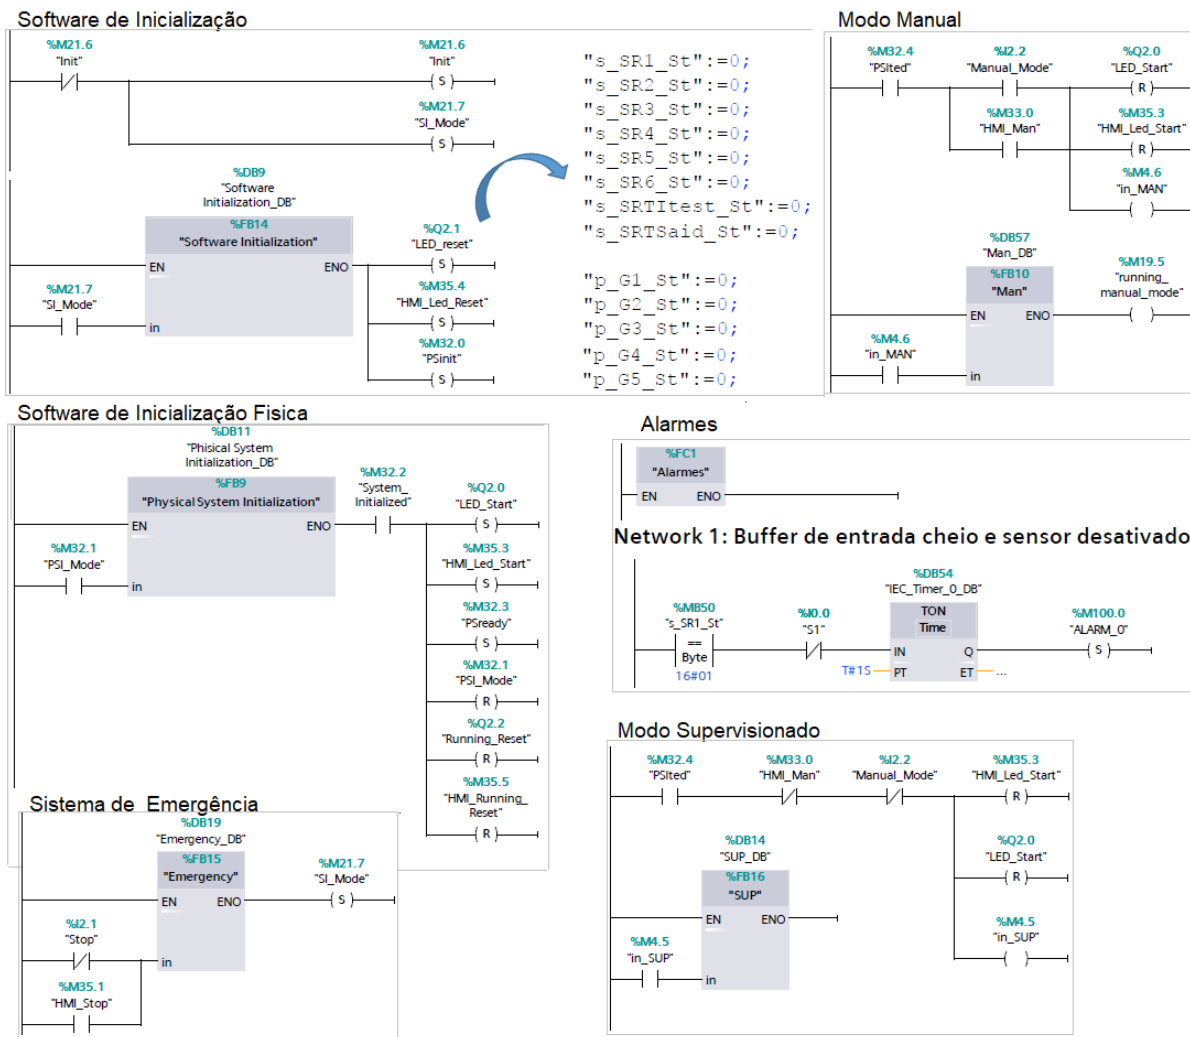 Software de Inicialização
%M21.6
"Init"
%M21.6
"Init"
S
%M21.7
"SI_Mode"
S
%DB9
"Software
Initialization_DB"
%FB14
"Software Initialization"
EN
ENO
%M21.7
"SI_Mode"
in
%Q2.1
"LED_reset"
S
%M35.4
"HMI_Led_Reset"
S
%M32.0
"PSinit"
S
"s_SR1_St":=0;
"s_SR2_St":=0;
"s_SR3_St":=0;
"s_SR4_St":=0;
"s_SR5_St":=0;
"s_SR6_St":=0;
"s_SRTItest_St":=0;
"s_SRTSaid_St":=0;
"p_G1_St":=0;
"p_G2_St":=0;
"p_G3_St":=0;
"p_G4_St":=0;
"p_G5_St":=0;
Modo Manual
%M32.4
"PSIted"
%I2.2
"Manual_Mode"
%Q2.0
"LED_Start"
R
%M33.0
"HMI_Man"
%M35.3
"HMI_Led_Start"
R
%M4.6
"in_MAN"
%DB57
"Man_DB"
%FB10
"Man"
EN
ENO
%M19.5
"running_
manual_mode"
%M4.6
"in_MAN"
in
Software de Inicialização Fisica
%DB11
"Phisical System
Initialization_DB"
%FB9
"Physical System Initialization"
EN
ENO
%M32.1
"PSI_Mode"
in
%M32.2
"System_
Initialized"
%Q2.0
"LED_Start"
S
%M35.3
"HMI_Led_Start"
S
%M32.3
"PSready"
S
%M32.1
"PSI_Mode"
R
%Q2.2
"Running_Reset"
R
%M35.5
"HMI_Running_
Reset"
R
Alarmes
%FC1
"Alarmes"
EN
ENO
Network 1: Buffer de entrada cheio e sensor desativado
%MB50
"s_SR1_St"
==
Byte
16#01
%I0.0
"S1"
%DB54
"IEC_Timer_0_DB"
TON
Time
IN
Q
T#1S
PT
ET
...
%M100.0
"ALARM_0"
S
Sistema de Emergência
%DB19
"Emergency_DB"
%FB15
"Emergency"
EN
ENO
%M21.7
"SI_Mode"
S
%I2.1
"Stop"
in
%M35.1
"HMI_Stop"
Modo Supervisionado
%M32.4
"PSIted"
%M33.0
"HMI_Man"
%I2.2
"Manual_Mode"
%M35.3
"HMI_Led_Start"
R
%DB14
"SUP_DB"
%FB16
"SUP"
EN
ENO
%Q2.0
"LED_Start"
R
%M4.5
"in_SUP"
in
%M4.5
"in_SUP"